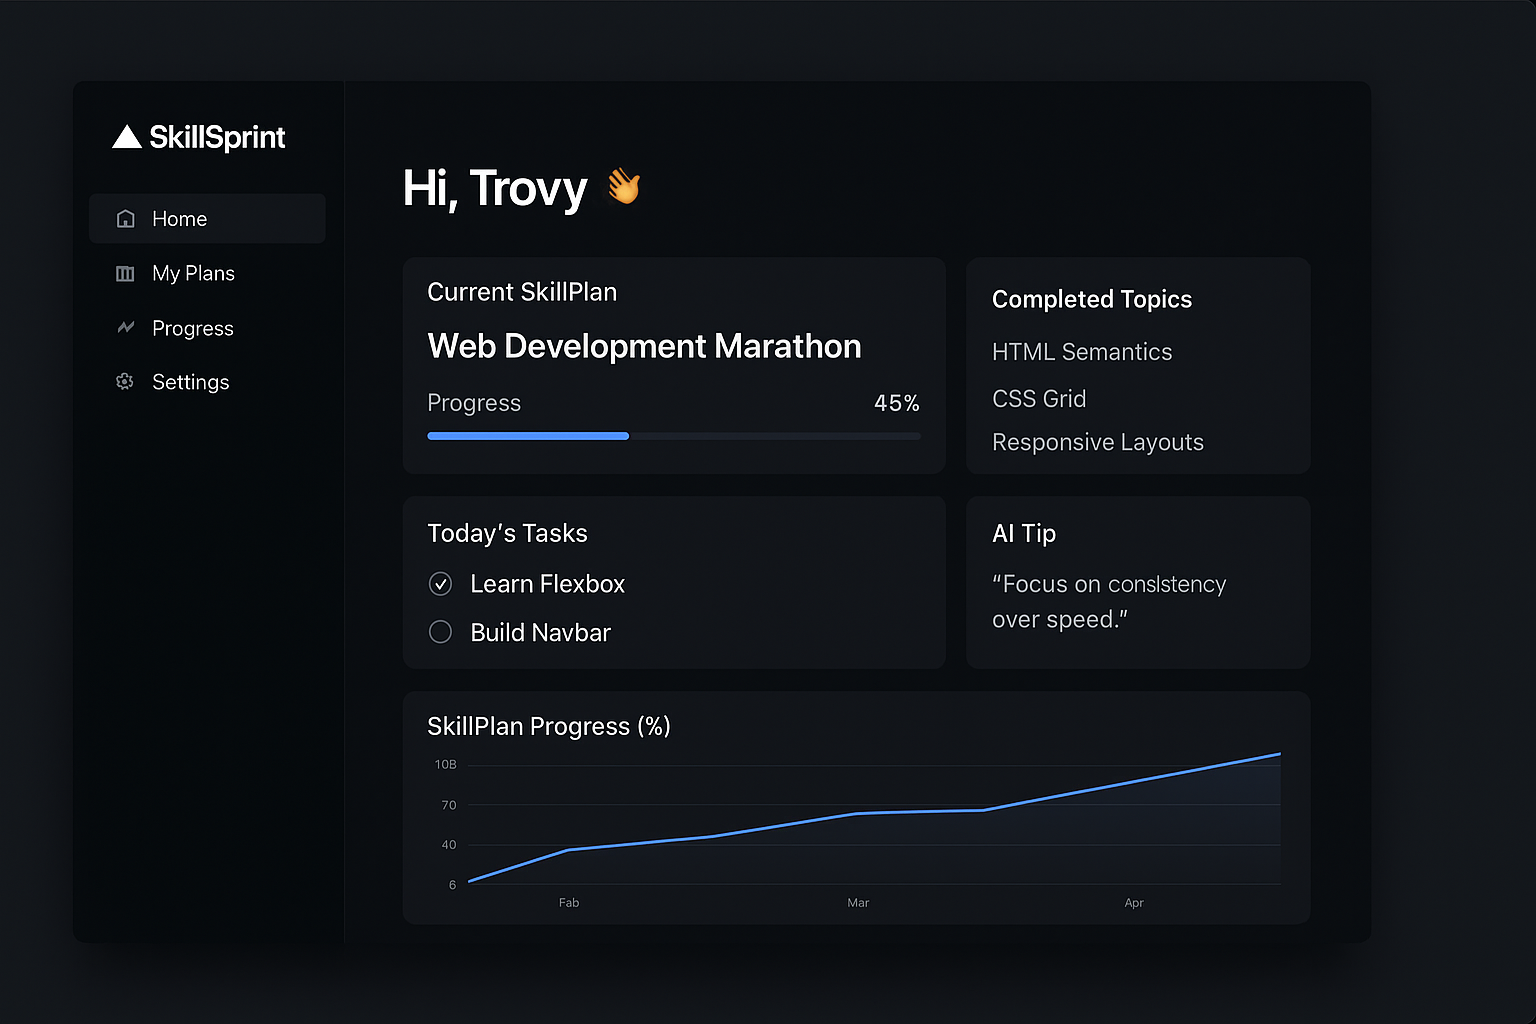 SkillSprint
Home
My Plans
Progress
Settings
Hi, Trovy 👋
Current SkillPlan
Web Development Marathon
Progress 45%
Completed Topics
HTML Semantics
CSS Grid
Responsive Layouts
Today's Tasks
Learn Flexbox
Build Navbar
AI Tip
“Focus on conslstency
over speed.”
SkillPlan Progress (%)
10B
70
40
6
Fab Mar Apr